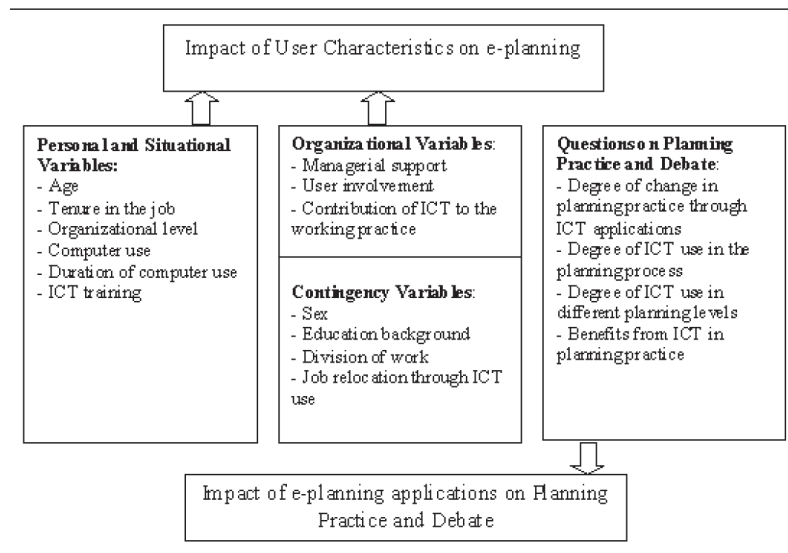 Impact of User Characteristics on e-planning
Personal and Situational
Variables:
- Age
- Tenure in the job
- Organizational level
- Computer use
- Duration of computer use
- ICT training
Organizational Variables:
- Managerial support
- User involvement
- Contribution of ICT to the
working practice
Contingency Variables:
- Sex
- Education background
- Division of work
- Job relocation through ICT
use
Questions on Planning
Practice and Debate:
- Degree of change in
planning practice through
ICT applications
- Degree of ICT use in the
planning process
- Degree of ICT use in
different planning levels
- Benefits from ICT in
planning practice
Impact of e-planning applications on Planning
Practice and Debate